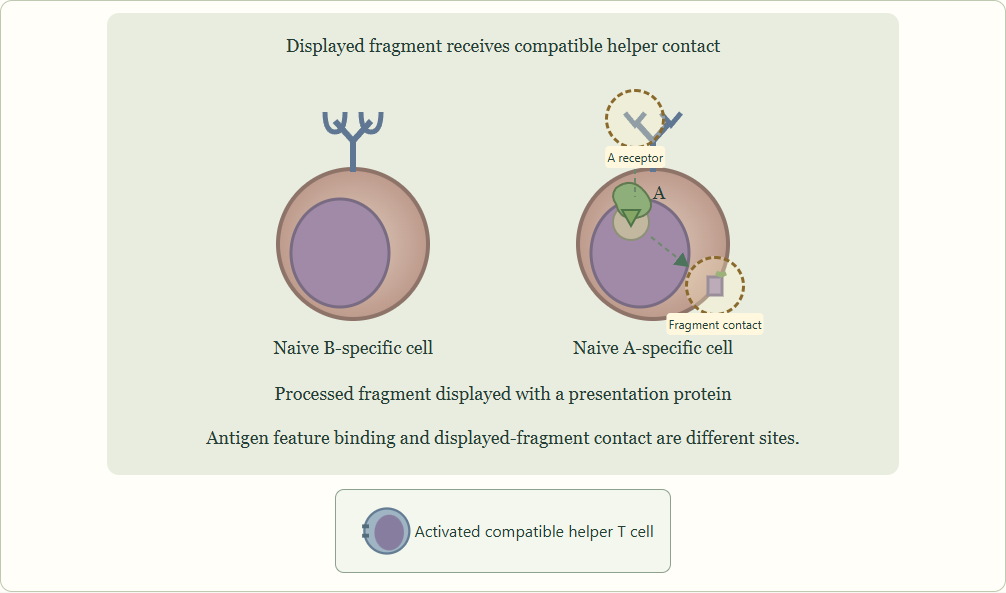 Displayed fragment receives compatible helper contact
A receptor
A
Fragment contact
Naive B-specific cell
Naive A-specific cell
Processed fragment displayed with a presentation protein
Antigen feature binding and displayed-fragment contact are different sites.
Activated compatible helper T cell